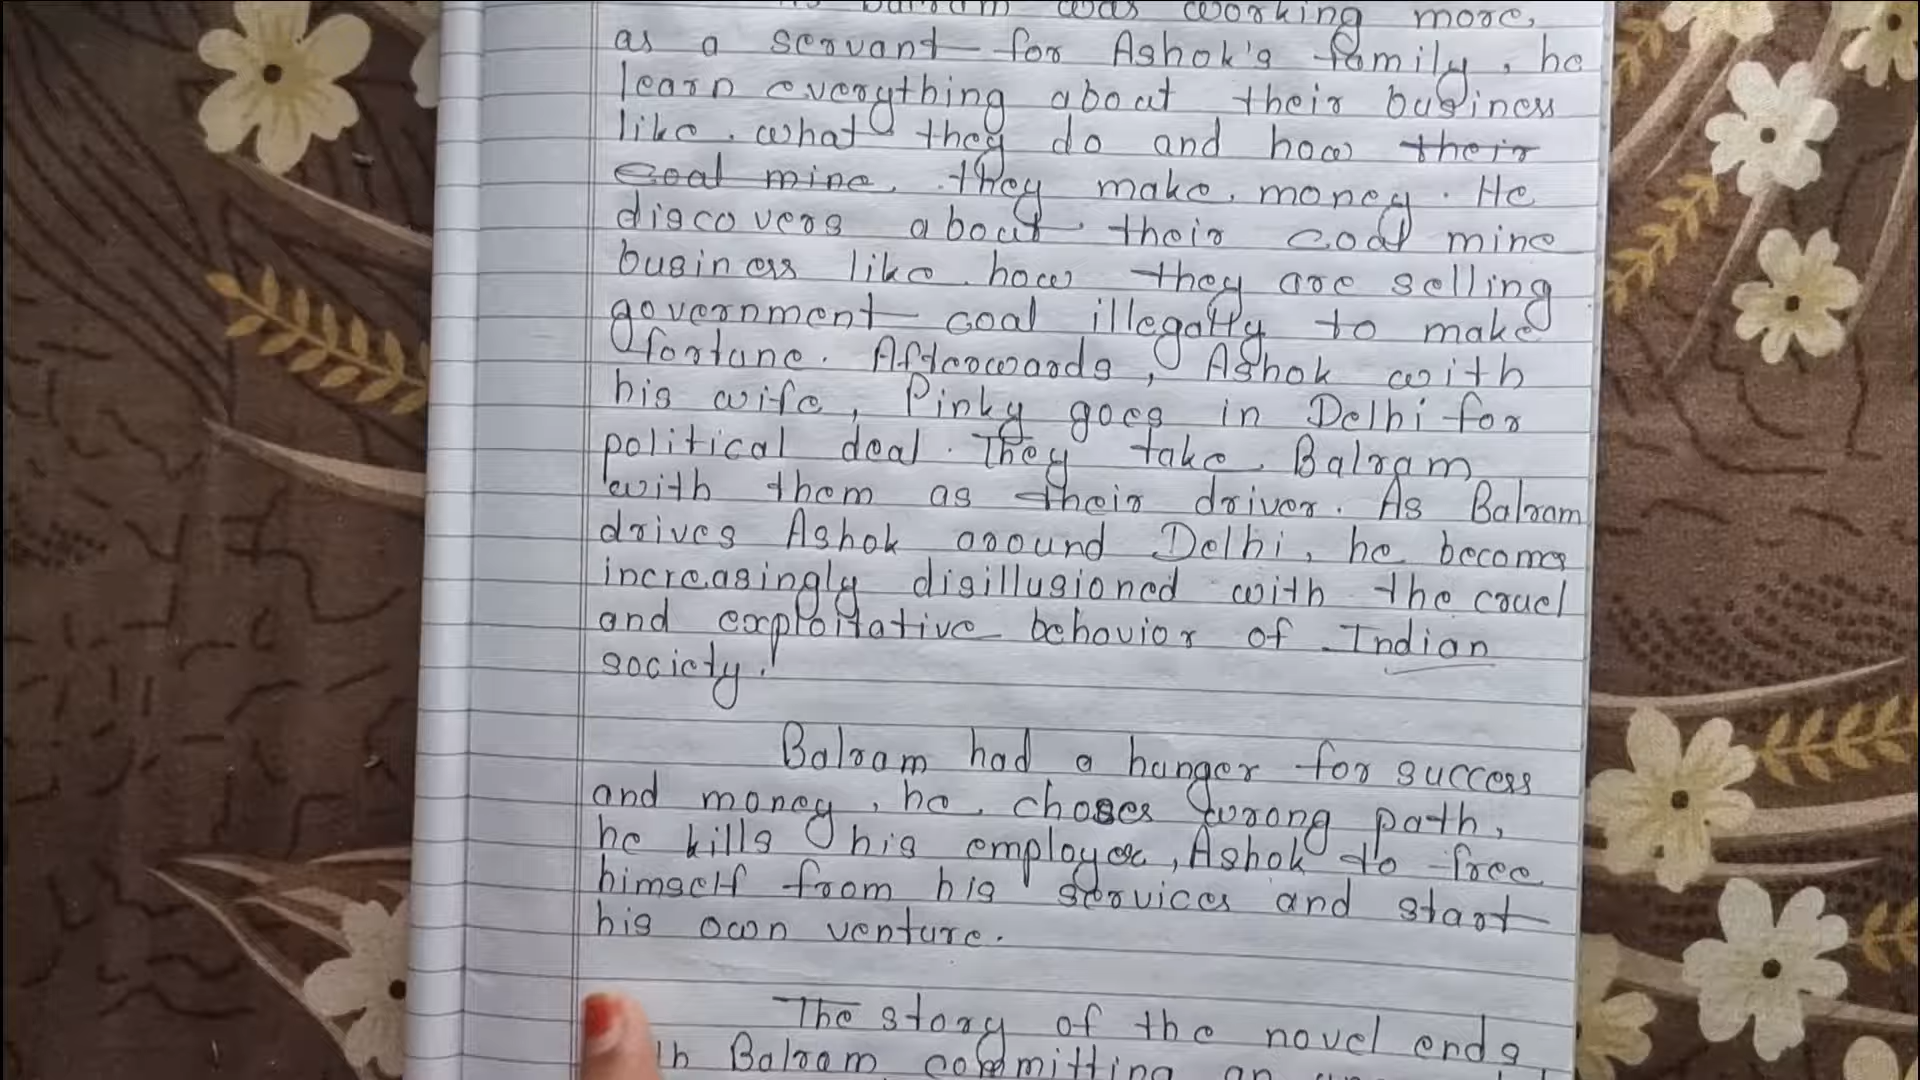 Balram was working more,
as a servant for Ashok's family, he
learn everything about their business
like what they do and how their
coal mine, they make money. He
discovers about their coal mine
business like how they are selling
government coal illegally to make
fortune. Afterwards, Ashok with
his wife, Pinky goes in Delhi for
political deal. They take Balram
with them as their driver. As Balram
drives Ashok around Delhi, he becomes
increasingly disillusioned with the cruel
and exploitative behavior of Indian
society.
Balram had a hunger for success
and money, he choses wrong path,
he kills his employer, Ashok to free
himself from his services and start
his own venture.
The story of the novel ends
Balram committing an